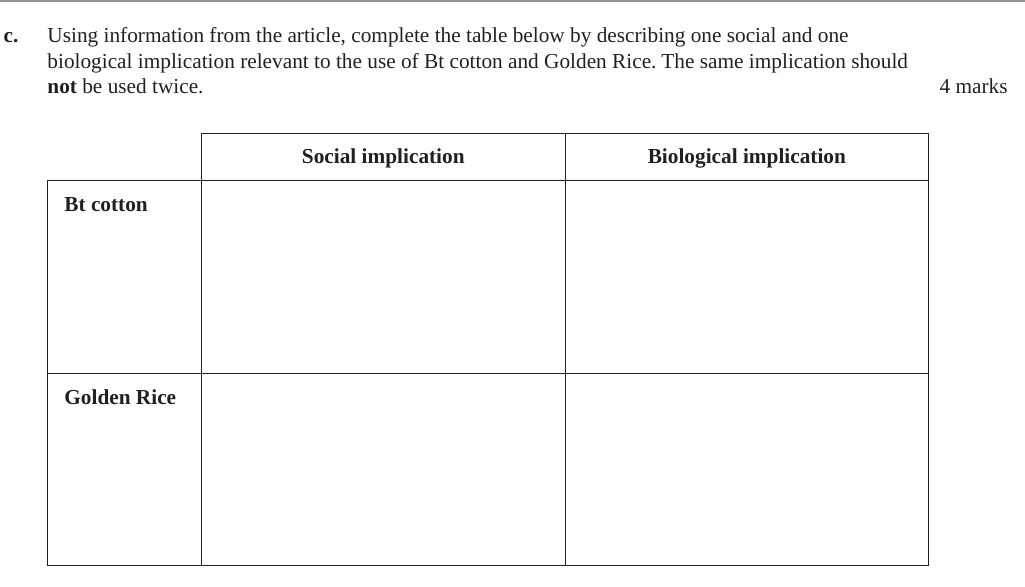 c. Using information from the article, complete the table below by describing one social and one
biological implication relevant to the use of Bt cotton and Golden Rice. The same implication should
not be used twice. 4 marks
Social implication Biological implication
Bt cotton
Golden Rice